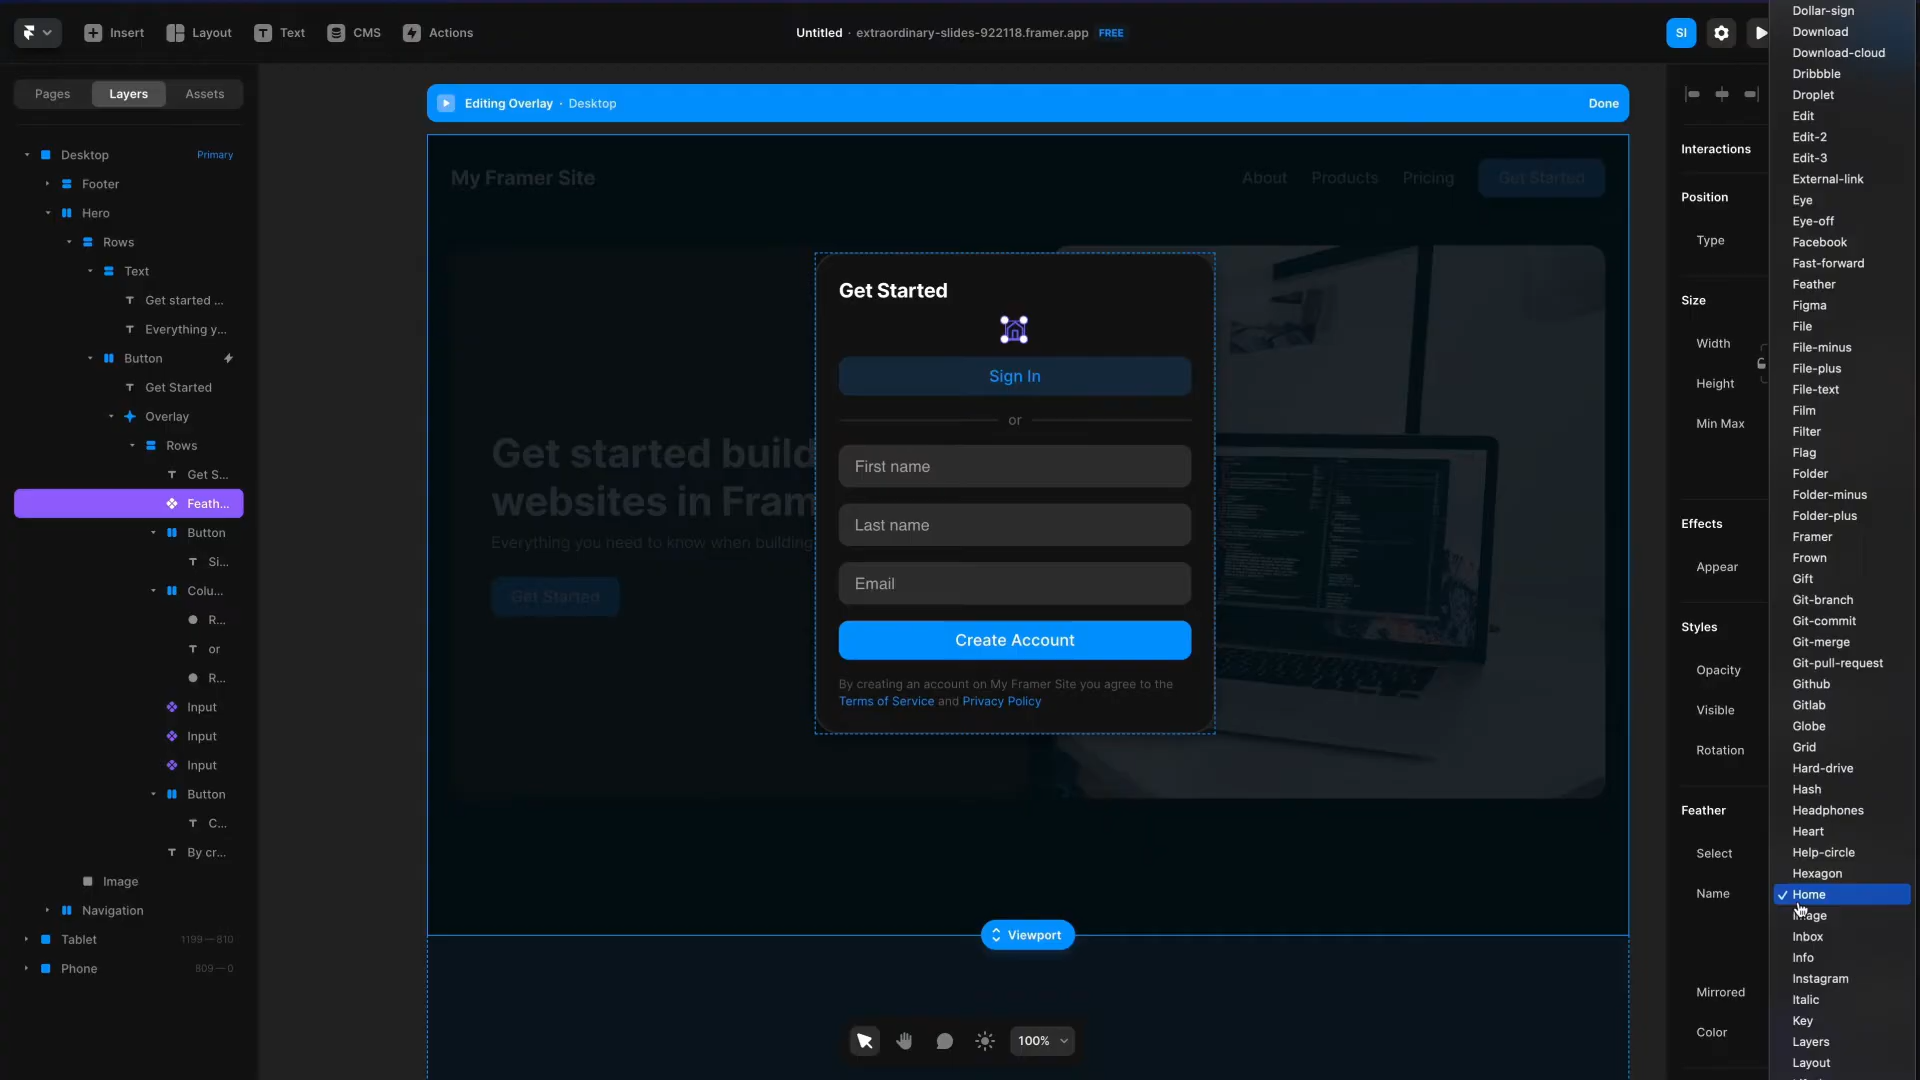 Insert
Layout
Text
CMS
Actions
Untitled · extraordinary-slides-922118.framer.app FREE
SI
Pages
Layers
Assets
Desktop
Primary
Footer
Hero
Rows
Text
Get started ...
Everything y...
Button
Get Started
Overlay
Rows
Get S...
Feath...
Button
Si...
Colu...
R...
or
R...
Input
Input
Input
Button
C...
By cr...
Image
Navigation
Tablet
1199 — 810
Phone
809 — 0
Editing Overlay · Desktop
Done
My Framer Site
About
Products
Pricing
Get Started
Get started build
websites in Fram
Everything you need to know when building
Get Started
Get Started
Sign In
or
First name
Last name
Email
Create Account
By creating an account on My Framer Site you agree to the
Terms of Service and Privacy Policy
Viewport
100%
Interactions
Position
Type
Size
Width
Height
Min Max
Effects
Appear
Styles
Opacity
Visible
Rotation
Feather
Select
Name
Mirrored
Color
Dollar-sign
Download
Download-cloud
Dribbble
Droplet
Edit
Edit-2
Edit-3
External-link
Eye
Eye-off
Facebook
Fast-forward
Feather
Figma
File
File-minus
File-plus
File-text
Film
Filter
Flag
Folder
Folder-minus
Folder-plus
Framer
Frown
Gift
Git-branch
Git-commit
Git-merge
Git-pull-request
Github
Gitlab
Globe
Grid
Hard-drive
Hash
Headphones
Heart
Help-circle
Hexagon
Home
Image
Inbox
Info
Instagram
Italic
Key
Layers
Layout